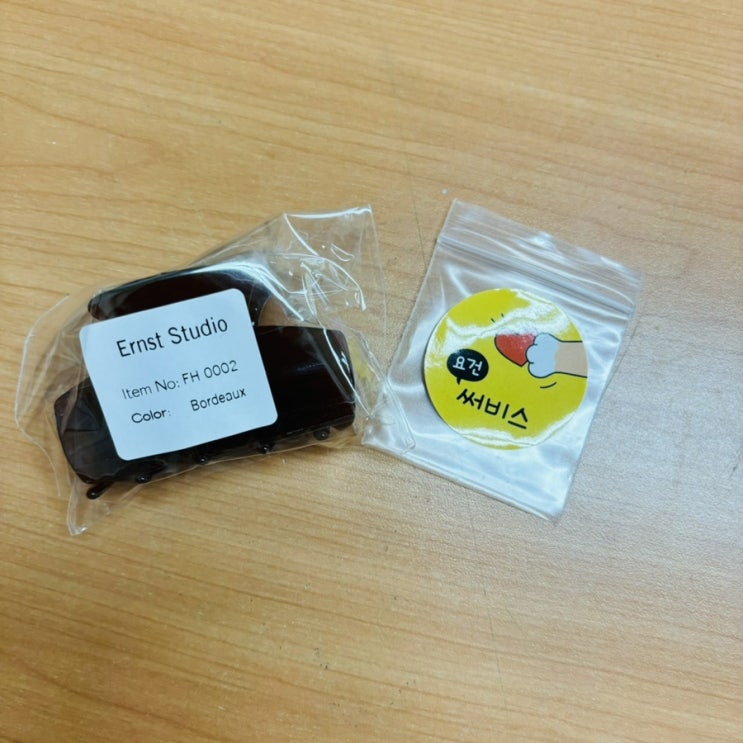 Ernst Studio
Item No: FH 0002
Color: Bordeaux
요건
써비스